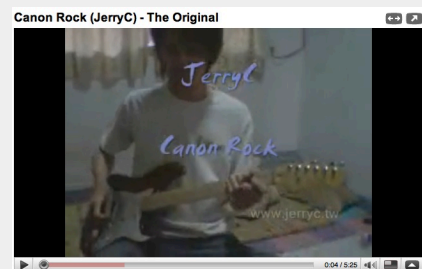 Canon Rock (JerryC) - The Original
JerryC
Canon Rock
www.jerryc.tw
0:04 / 5:25